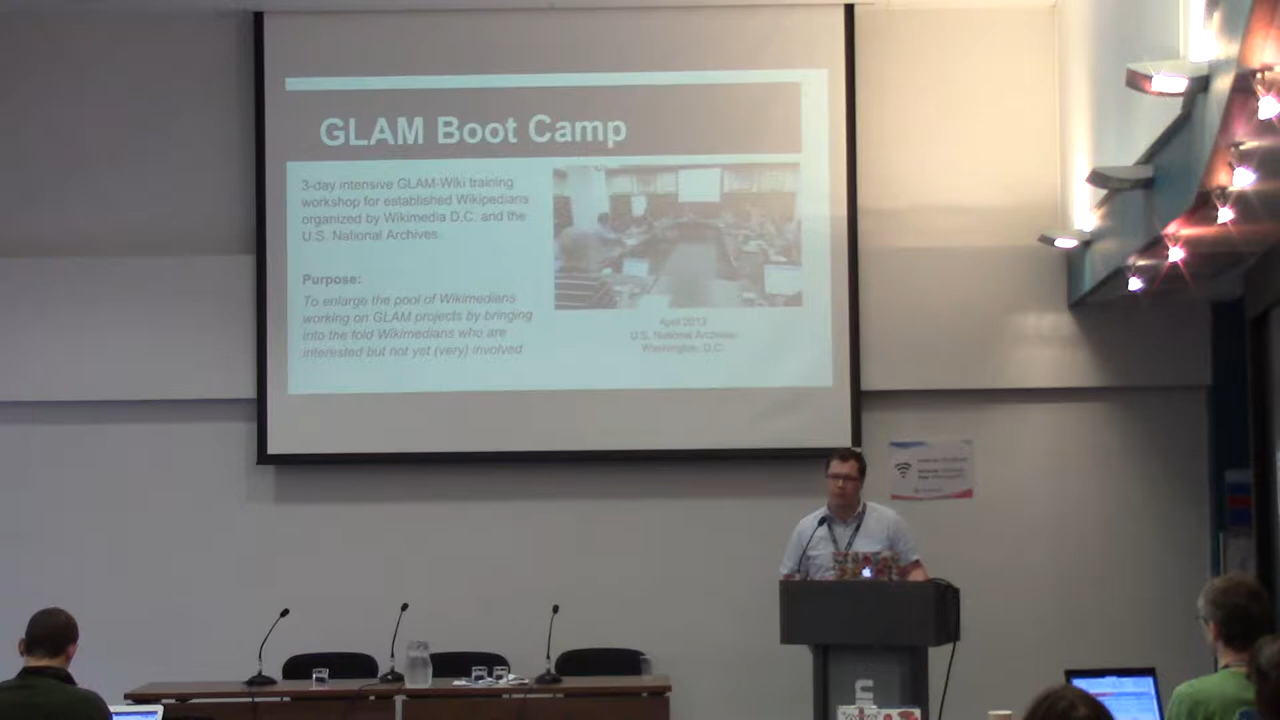 GLAM Boot Camp
3-day intensive GLAM-Wiki training
workshop for established Wikipedians
organized by Wikimedia D.C. and the
U.S. National Archives.
Purpose:
To enlarge the pool of Wikimedians
working on GLAM projects by bringing
into the fold Wikimedians who are
interested but not yet (very) involved
April 2013
U.S. National Archives
Washington, D.C.